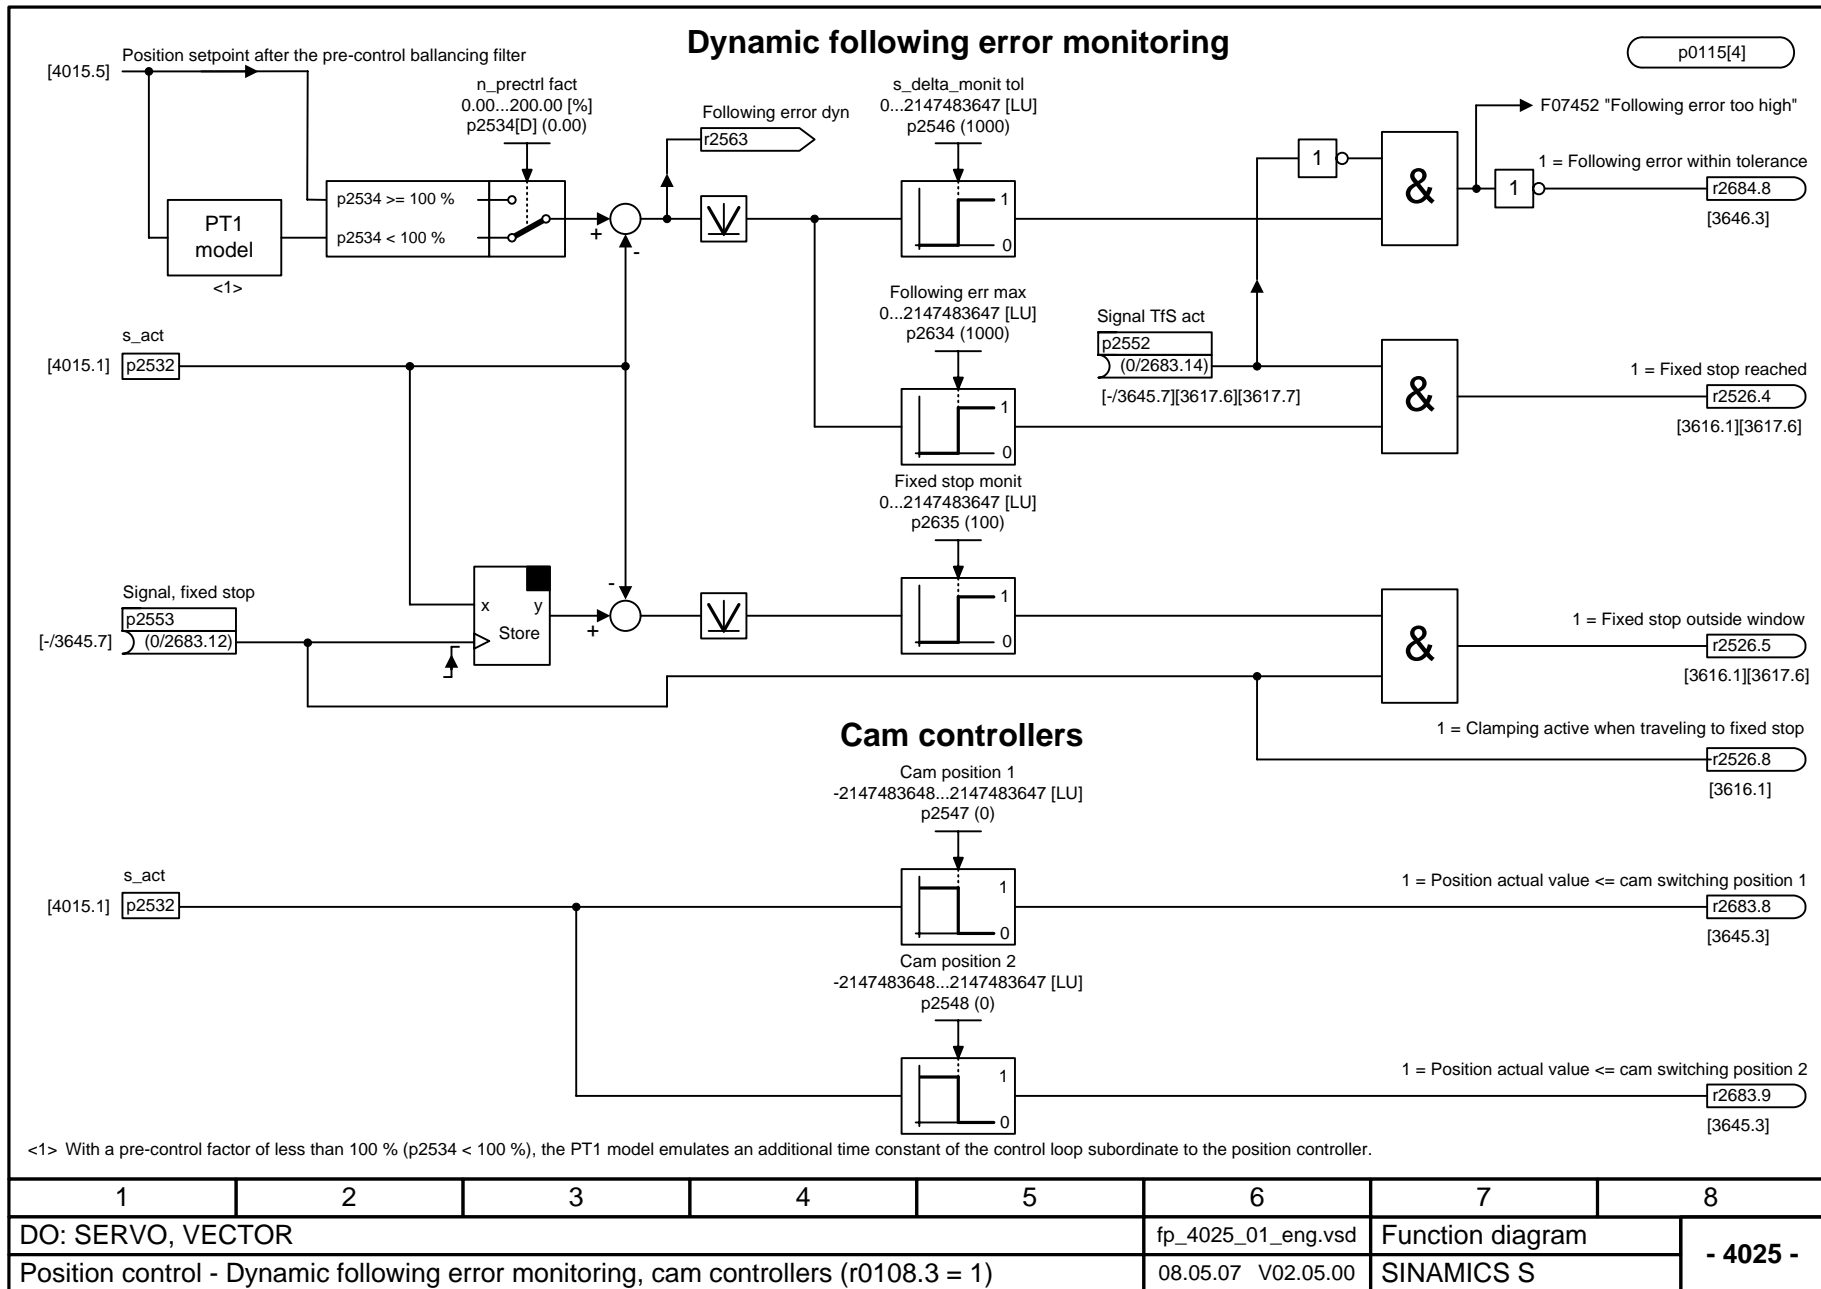 Dynamic following error monitoring
p0115[4]
Position setpoint after the pre-control ballancing filter
[4015.5]
n_prectrl fact
0.00...200.00 [%]
p2534[D] (0.00)
Following error dyn
r2563
s_delta_monit tol
0...2147483647 [LU]
p2546 (1000)
F07452 "Following error too high"
1
&
1 = Following error within tolerance
1
r2684.8
[3646.3]
p2534 >= 100 %
p2534 < 100 %
PT1
model
<1>
+
-
1
0
Following err max
0...2147483647 [LU]
p2634 (1000)
Signal TfS act
p2552
(0/2683.14)
[-/3645.7][3617.6][3617.7]
s_act
[4015.1]
p2532
1
0
&
1 = Fixed stop reached
r2526.4
[3616.1][3617.6]
Fixed stop monit
0...2147483647 [LU]
p2635 (100)
Signal, fixed stop
p2553
[-/3645.7]
(0/2683.12)
x
y
Store
-
+
1
0
&
1 = Fixed stop outside window
r2526.5
[3616.1][3617.6]
1 = Clamping active when traveling to fixed stop
r2526.8
[3616.1]
Cam controllers
Cam position 1
-2147483648...2147483647 [LU]
p2547 (0)
s_act
[4015.1]
p2532
1
0
1 = Position actual value <= cam switching position 1
r2683.8
[3645.3]
Cam position 2
-2147483648...2147483647 [LU]
p2548 (0)
1
0
1 = Position actual value <= cam switching position 2
r2683.9
[3645.3]
<1> With a pre-control factor of less than 100 % (p2534 < 100 %), the PT1 model emulates an additional time constant of the control loop subordinate to the position controller.
1 2 3 4 5 6 7 8
DO: SERVO, VECTOR
fp_4025_01_eng.vsd
Function diagram
- 4025 -
Position control - Dynamic following error monitoring, cam controllers (r0108.3 = 1)
08.05.07 V02.05.00
SINAMICS S